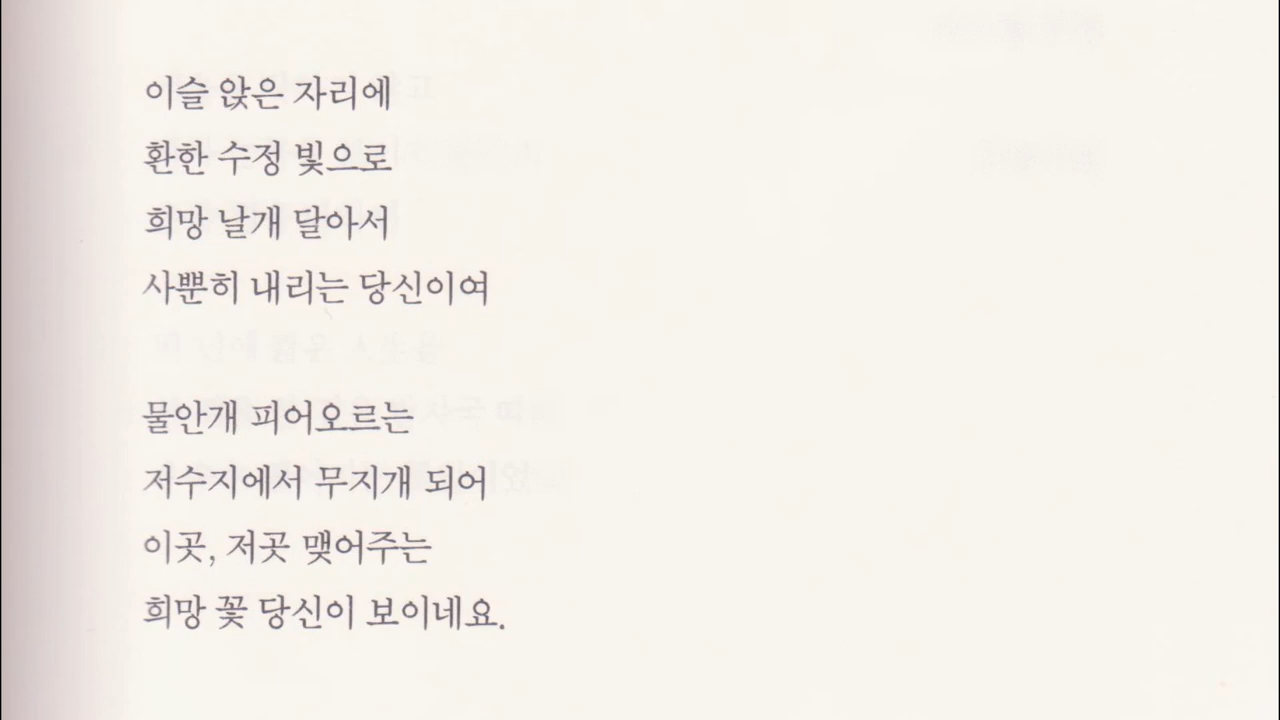 이슬 앉은 자리에
환한 수정 빛으로
희망 날개 달아서
사뿐히 내리는 당신이여
물안개 피어오르는
저수지에서 무지개 되어
이곳, 저곳 맺어주는
희망 꽃 당신이 보이네요.